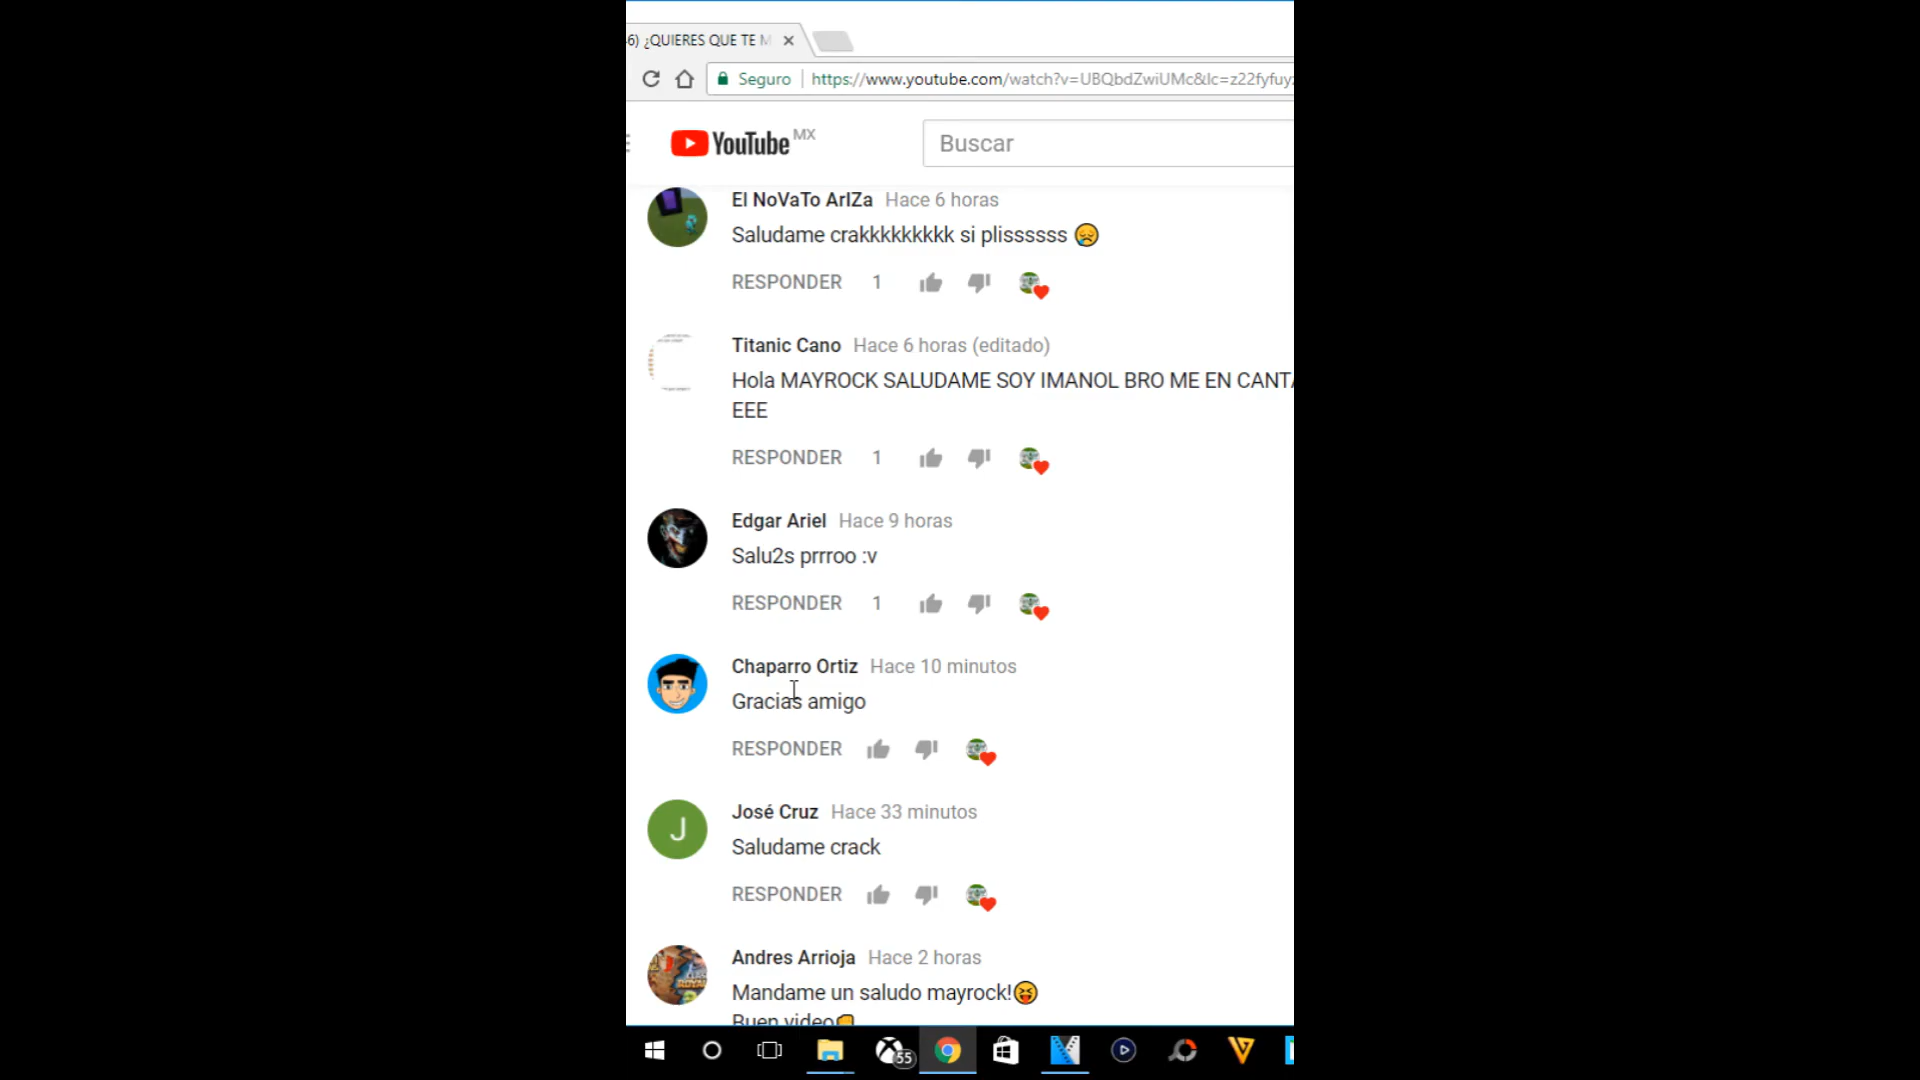 6) ¿QUIERES QUE TE M
Seguro https://www.youtube.com/watch?v=UBQbdZwiUMc&lc=z22fyfuy
YouTube MX
Buscar
El NoVaTo ArIZa Hace 6 horas
Saludame crakkkkkkkkk si plissssss 😥
RESPONDER 1
Titanic Cano Hace 6 horas (editado)
Hola MAYROCK SALUDAME SOY IMANOL BRO ME EN CANTA
EEE
RESPONDER 1
Edgar Ariel Hace 9 horas
Salu2s prrroo :v
RESPONDER 1
Chaparro Ortiz Hace 10 minutos
Gracias amigo
RESPONDER
J
José Cruz Hace 33 minutos
Saludame crack
RESPONDER
Andres Arrioja Hace 2 horas
Mandame un saludo mayrock!😝
Buen video
55